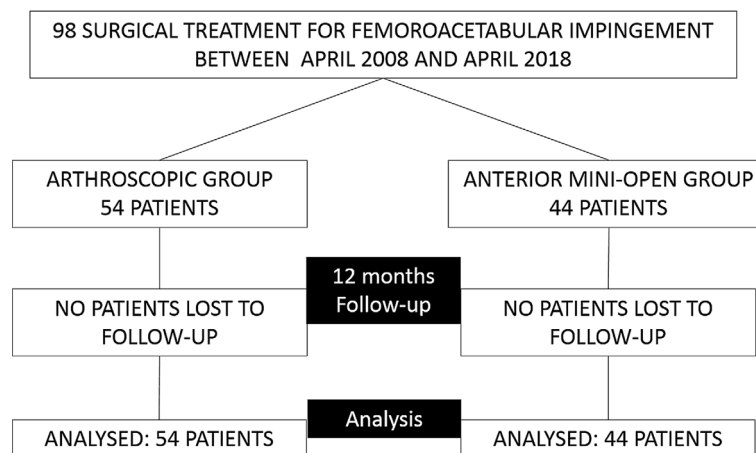 98 SURGICAL TREATMENT FOR FEMOROACETABULAR IMPINGEMENT
BETWEEN APRIL 2008 AND APRIL 2018
ARTHROSCOPIC GROUP
54 PATIENTS
ANTERIOR MINI-OPEN GROUP
44 PATIENTS
12 months
Follow-up
NO PATIENTS LOST TO
FOLLOW-UP
NO PATIENTS LOST TO
FOLLOW-UP
Analysis
ANALYSED: 54 PATIENTS
ANALYSED: 44 PATIENTS